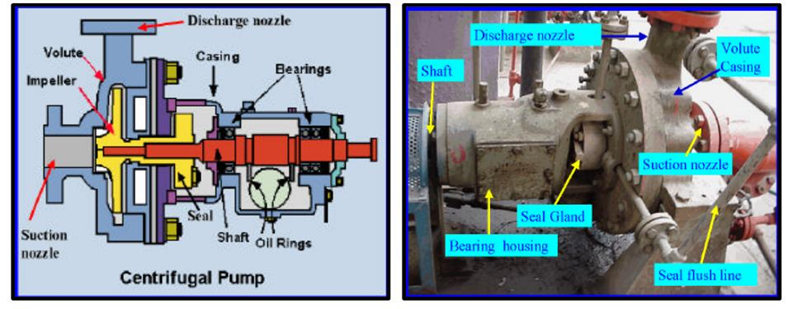 Discharge nozzle
Volute
Casing
Impeller
Bearings
Suction
nozzle
Seal
Shaft
Oil Rings
Centrifugal Pump
Discharge nozzle
Volute
Casing
Shaft
Suction nozzle
Seal Gland
Bearing housing
Seal flush line